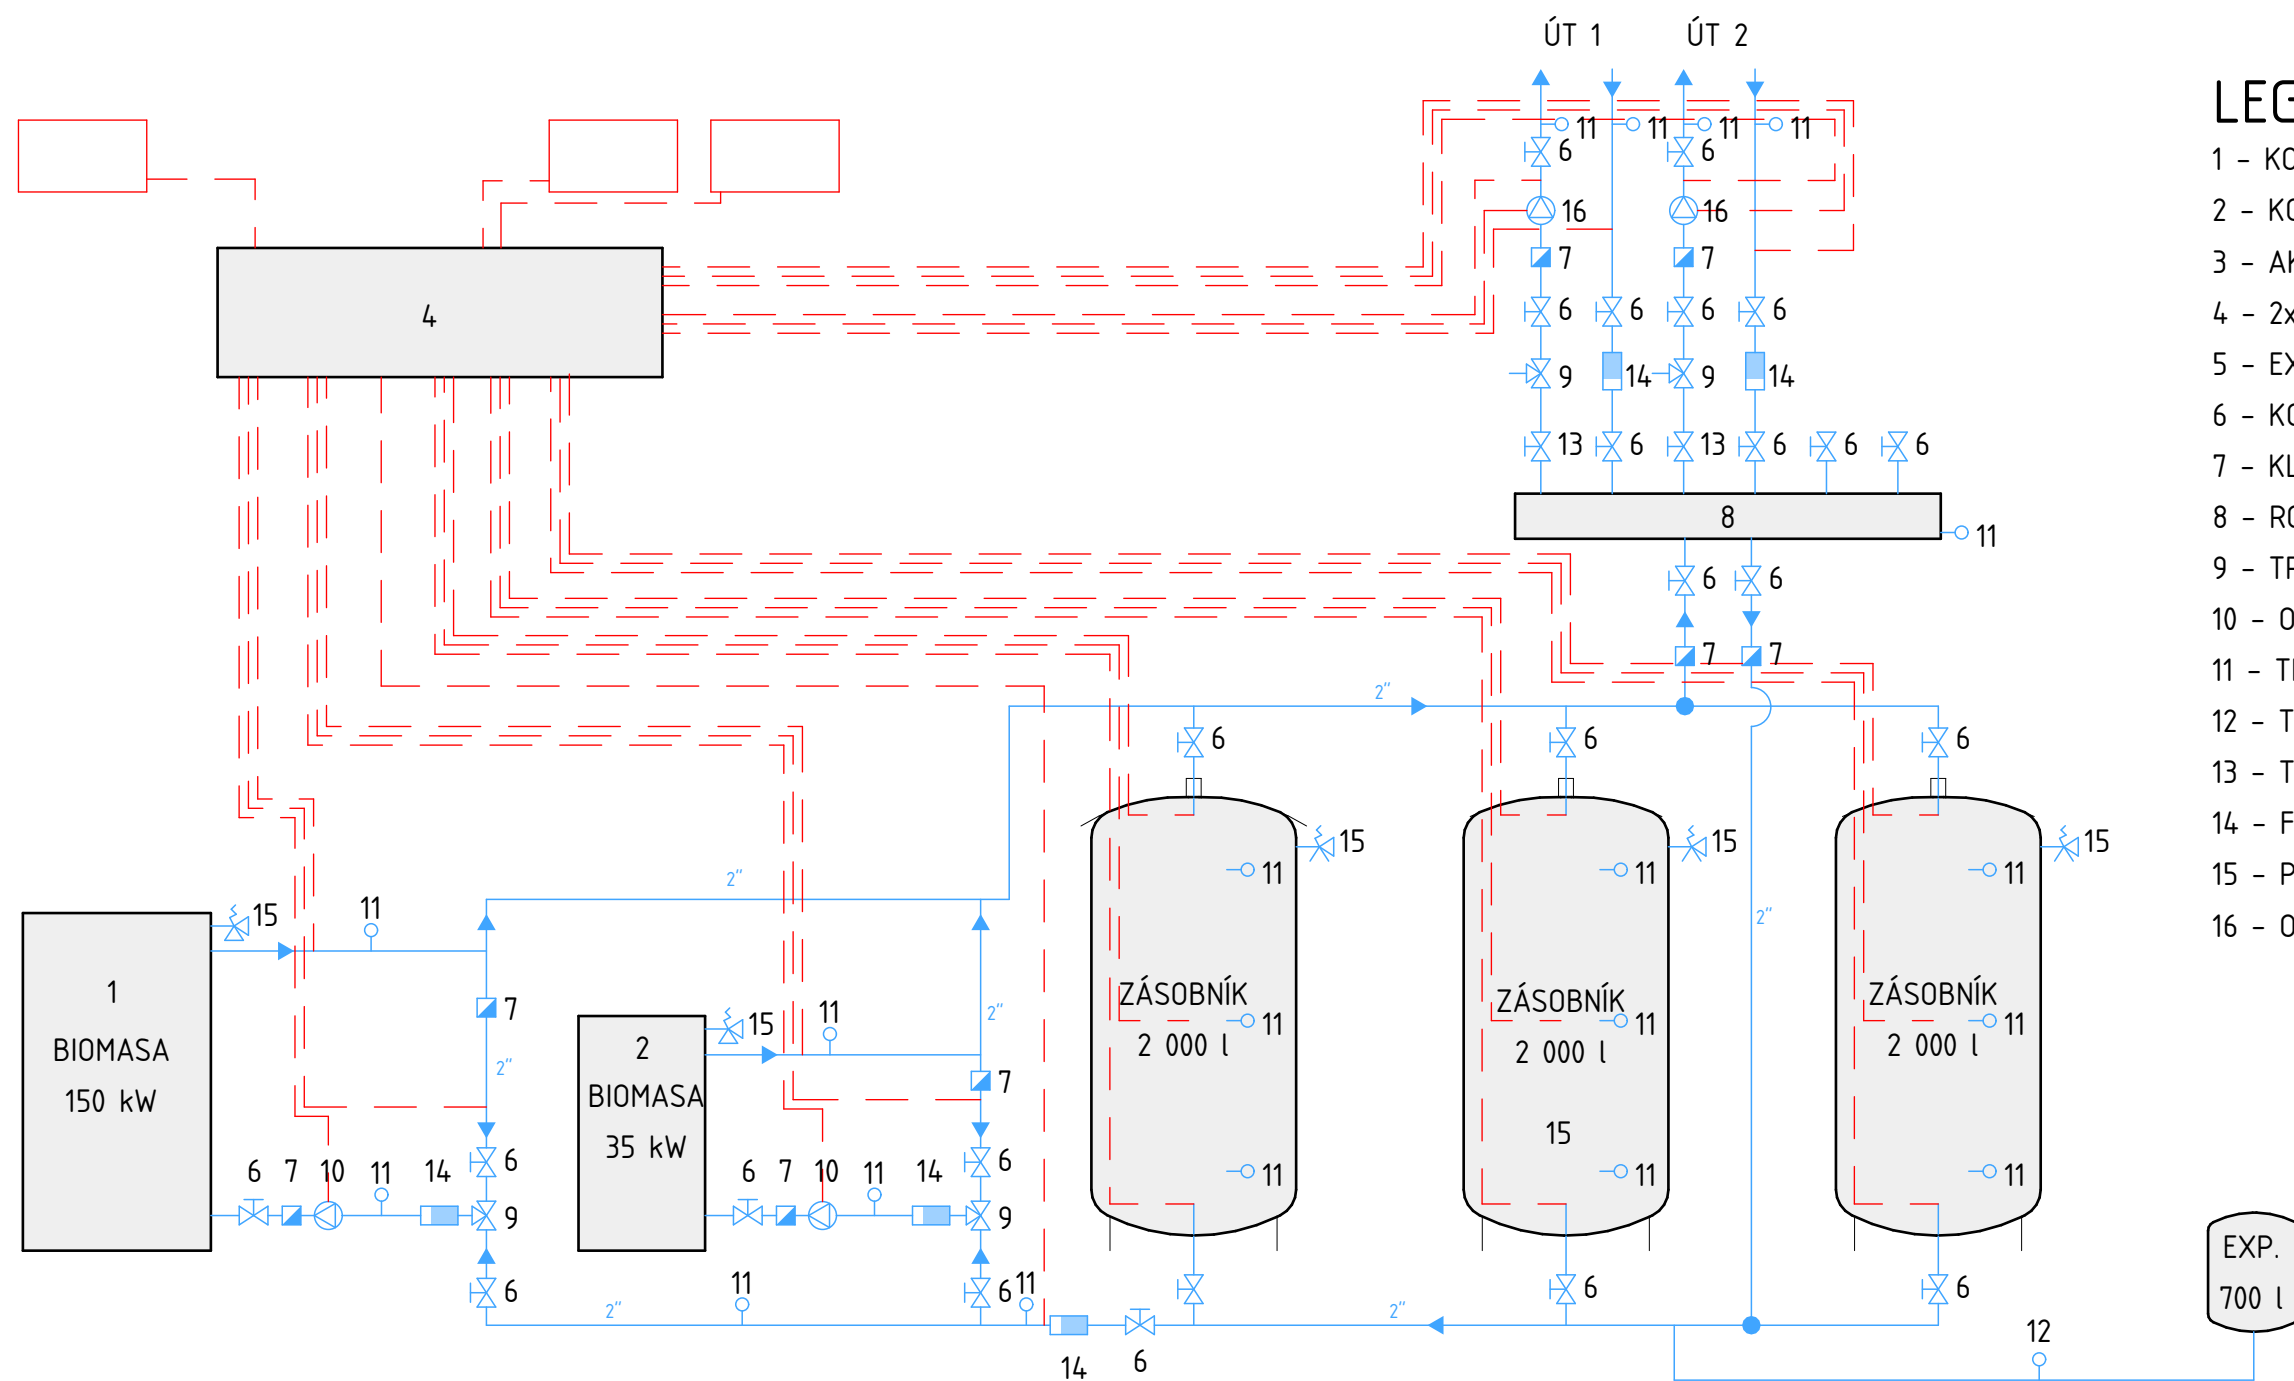 ÚT 1 ÚT 2
11 11 11 11
6 6
16 16
7 7
6 6 6 6
9 14 9 14
13 6 13 6 6 6
4
8
11
6 6
7 7
2"
6 6 6
15 15 15
11 11 11
2"
15 11
2"
1
BIOMASA
150 kW
7
2"
2
BIOMASA
35 kW
15 11
2"
7
ZÁSOBNÍK
2 000 l
11
ZÁSOBNÍK
2 000 l
11
15
ZÁSOBNÍK
2 000 l
11
6 7 10 11 14 6
9
6 7 10 11 14 6
9
11 11 11
6 11 6 11
2"
14 6
2"
6 6
12
EXP.
700 l
LEG
1 - KO
2 - KO
3 - AK
4 - 2x
5 - EX
6 - KO
7 - KL
8 - RO
9 - TR
10 - O
11 - T
12 - T
13 - T
14 - F
15 - P
16 - O